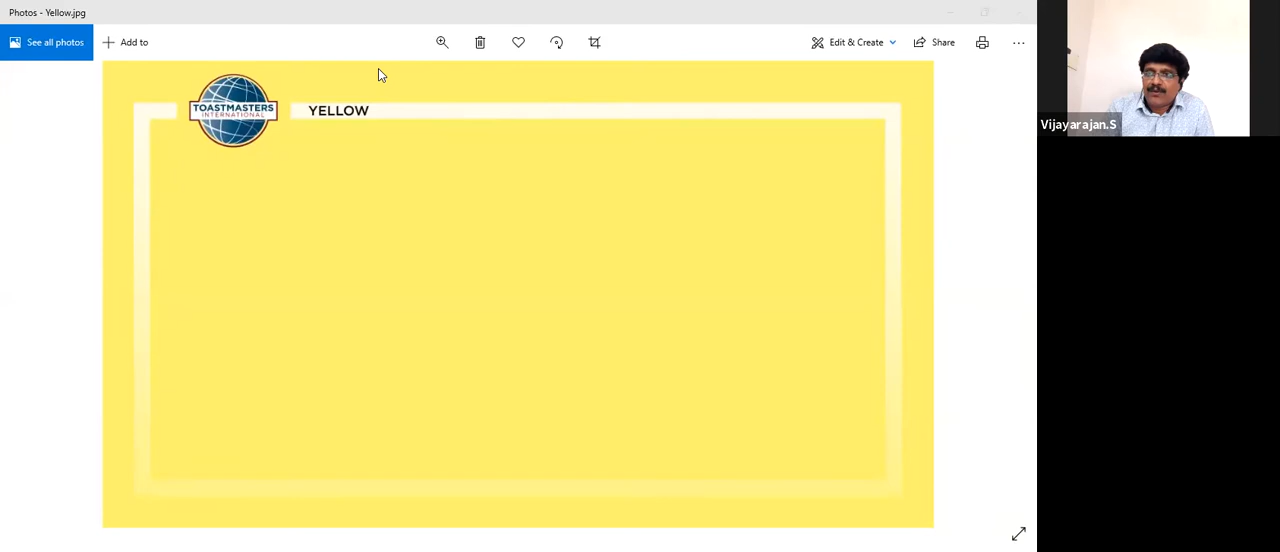 Photos - Yellow.jpg
See all photos
Add to
Edit & Create
Share
TOASTMASTERS
INTERNATIONAL
YELLOW
Vijayarajan.S